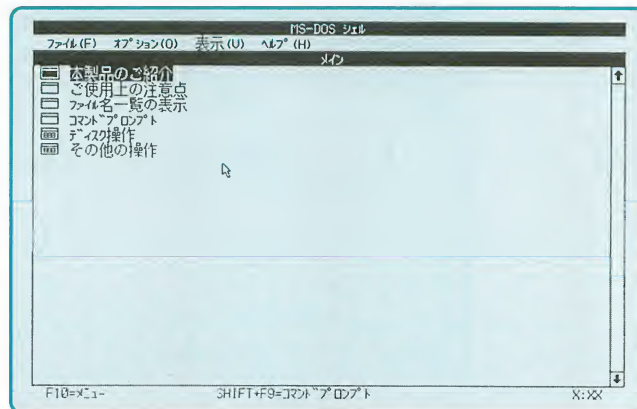 MS-DOS シェル
ファイル(F) オプション(O) 表示(V) ヘルプ(H)
メイン
本製品のご紹介
ご使用上の注意点
ファイル名一覧の表示
コマンドプロンプト
ディスク操作
その他の操作
F10=メニュー SHIFT+F9=コマンドプロンプト X:XX